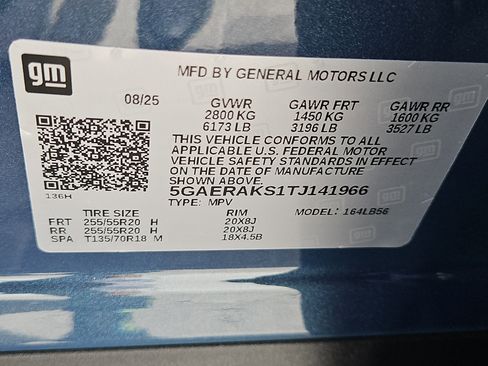 gm
MFD BY GENERAL MOTORS LLC
08/25
GVWR GAWR FRT GAWR RR
2800 KG 1450 KG 1600 KG
6173 LB 3196 LB 3527 LB
THIS VEHICLE CONFORMS TO ALL
APPLICABLE U.S. FEDERAL MOTOR
VEHICLE SAFETY STANDARDS IN EFFECT
ON THE DATE OF MANUFACTURE
SHOWN ABOVE.
5GAERAKS1TJ141966
136H
TYPE: MPV
TIRE SIZE RIM MODEL: 164LB56
FRT 255/55R20 H 20X8J
RR 255/55R20 H 20X8J
SPA T135/70R18 M 18X4.5B